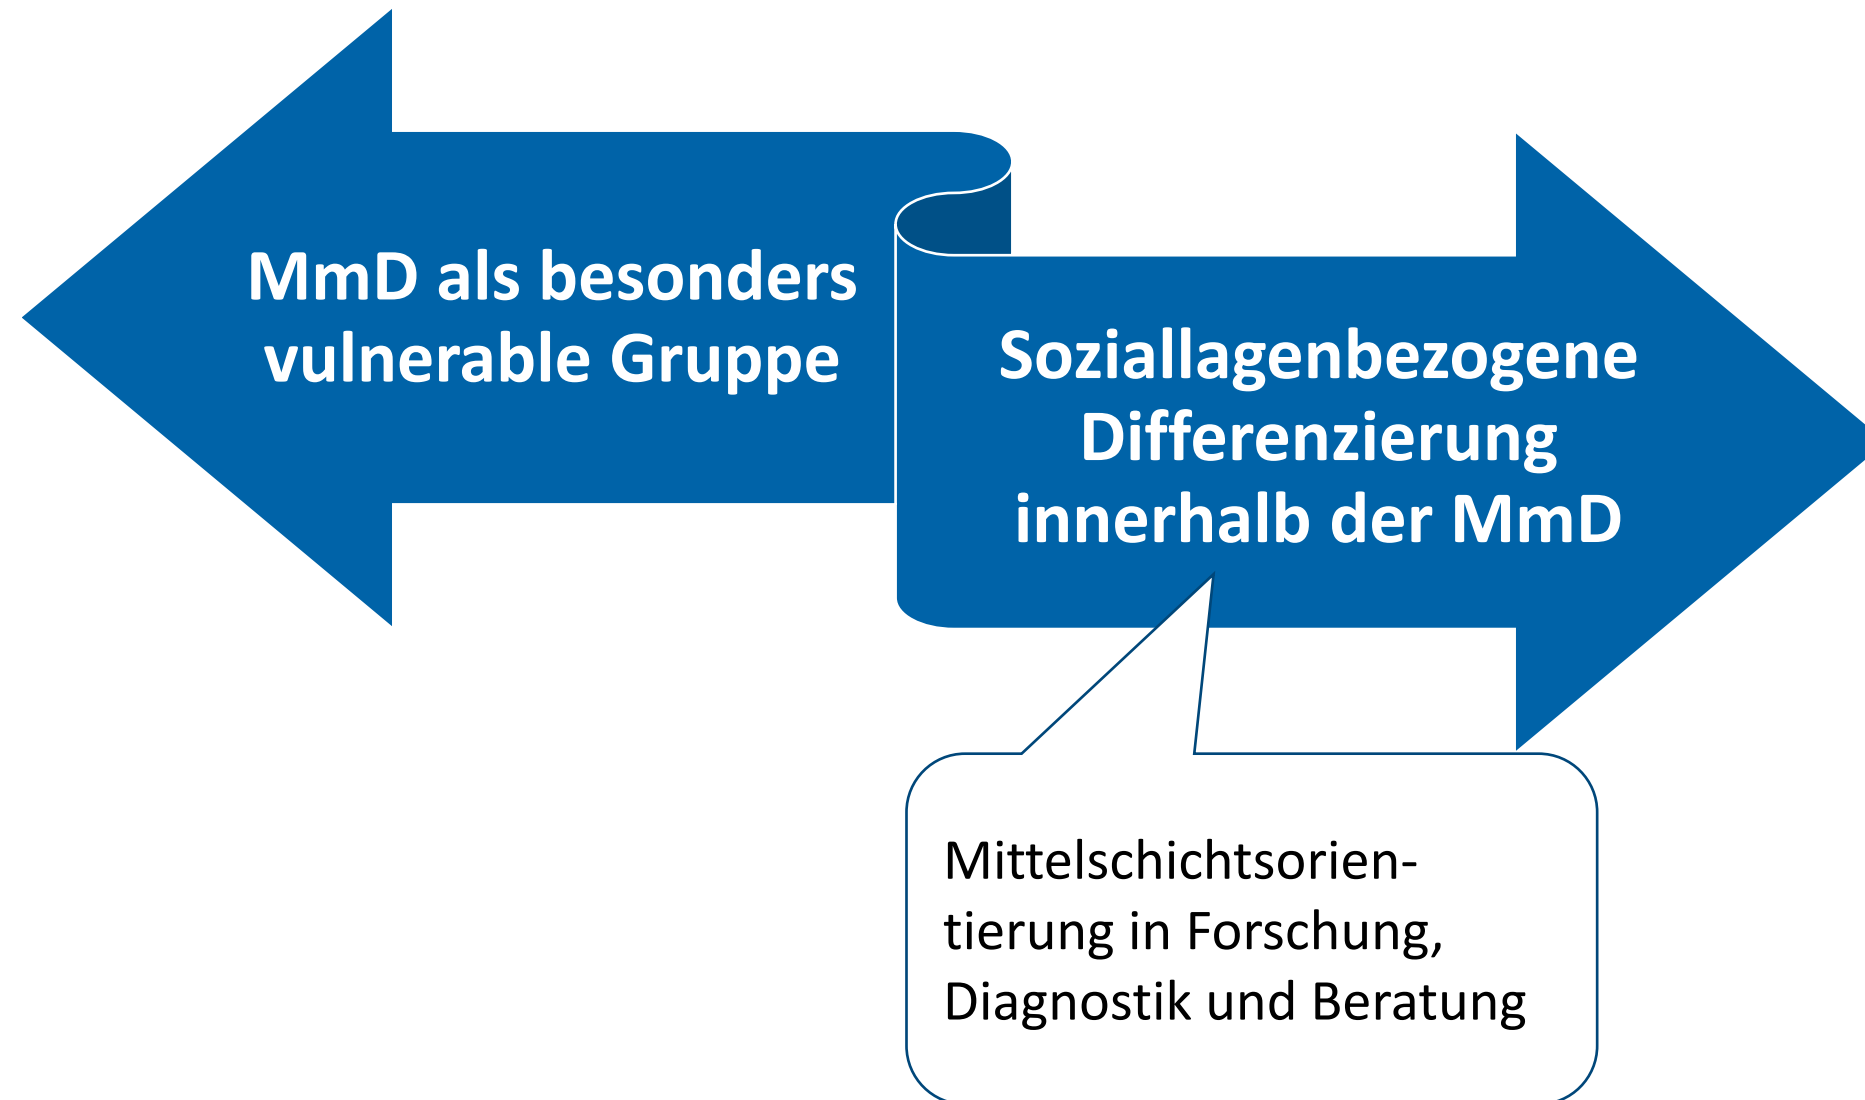 MmD als besonders
vulnerable Gruppe
Soziallagenbezogene
Differenzierung
innerhalb der MmD
Mittelschichtsorien-
tierung in Forschung,
Diagnostik und Beratung